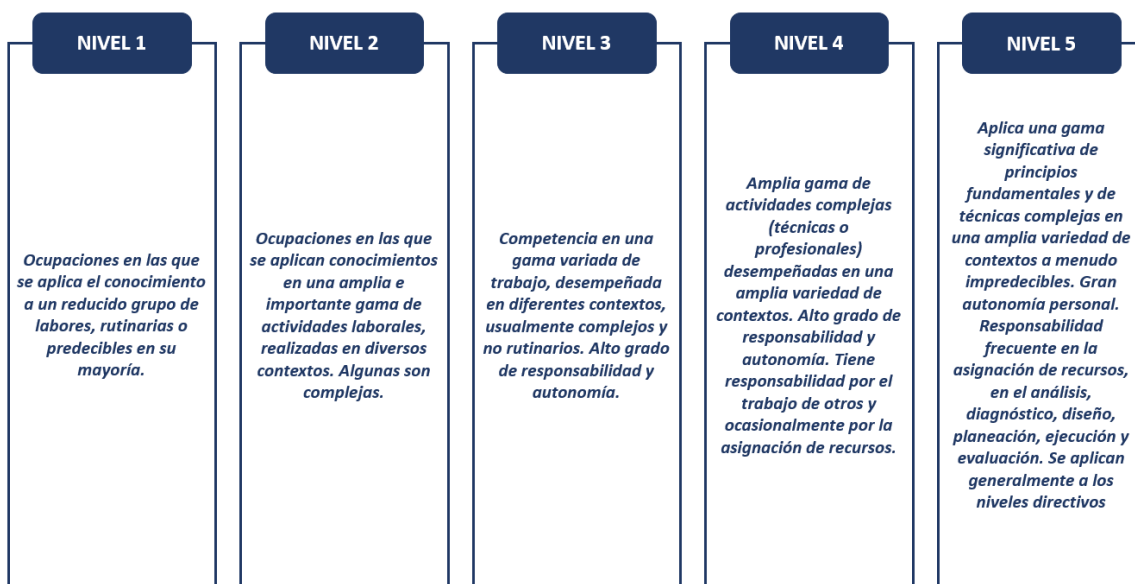 NIVEL 1
Ocupaciones en las que
se aplica el conocimiento
a un reducido grupo de
labores, rutinarias o
predecibles en su
mayoría.
NIVEL 2
Ocupaciones en las que
se aplican conocimientos
en una amplia e
importante gama de
actividades laborales,
realizadas en diversos
contextos. Algunas son
complejas.
NIVEL 3
Competencia en una
gama variada de
trabajo, desempeñada
en diferentes contextos,
usualmente complejos y
no rutinarios. Alto grado
de responsabilidad y
autonomía.
NIVEL 4
Amplia gama de
actividades complejas
(técnicas o
profesionales)
desempeñadas en una
amplia variedad de
contextos. Alto grado de
responsabilidad y
autonomía. Tiene
responsabilidad por el
trabajo de otros y
ocasionalmente por la
asignación de recursos.
NIVEL 5
Aplica una gama
significativa de
principios
fundamentales y de
técnicas complejas en
una amplia variedad de
contextos a menudo
impredecibles. Gran
autonomía personal.
Responsabilidad
frecuente en la
asignación de recursos,
en el análisis,
diagnóstico, diseño,
planeación, ejecución y
evaluación. Se aplican
generalmente a los
niveles directivos